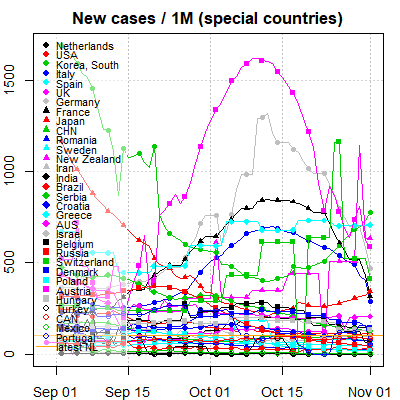 New cases / 1M (special countries)
1500
1000
500
0
Netherlands
USA
Korea, South
Italy
Spain
UK
Germany
France
Japan
CHN
Romania
Sweden
New Zealand
Iran
India
Brazil
Serbia
Croatia
Greece
AUS
Israel
Belgium
Russia
Switzerland
Denmark
Poland
Austria
Hungary
Turkey
CAN
Mexico
Portugal
latest NL
Sep 01
Sep 15
Oct 01
Oct 15
Nov 01